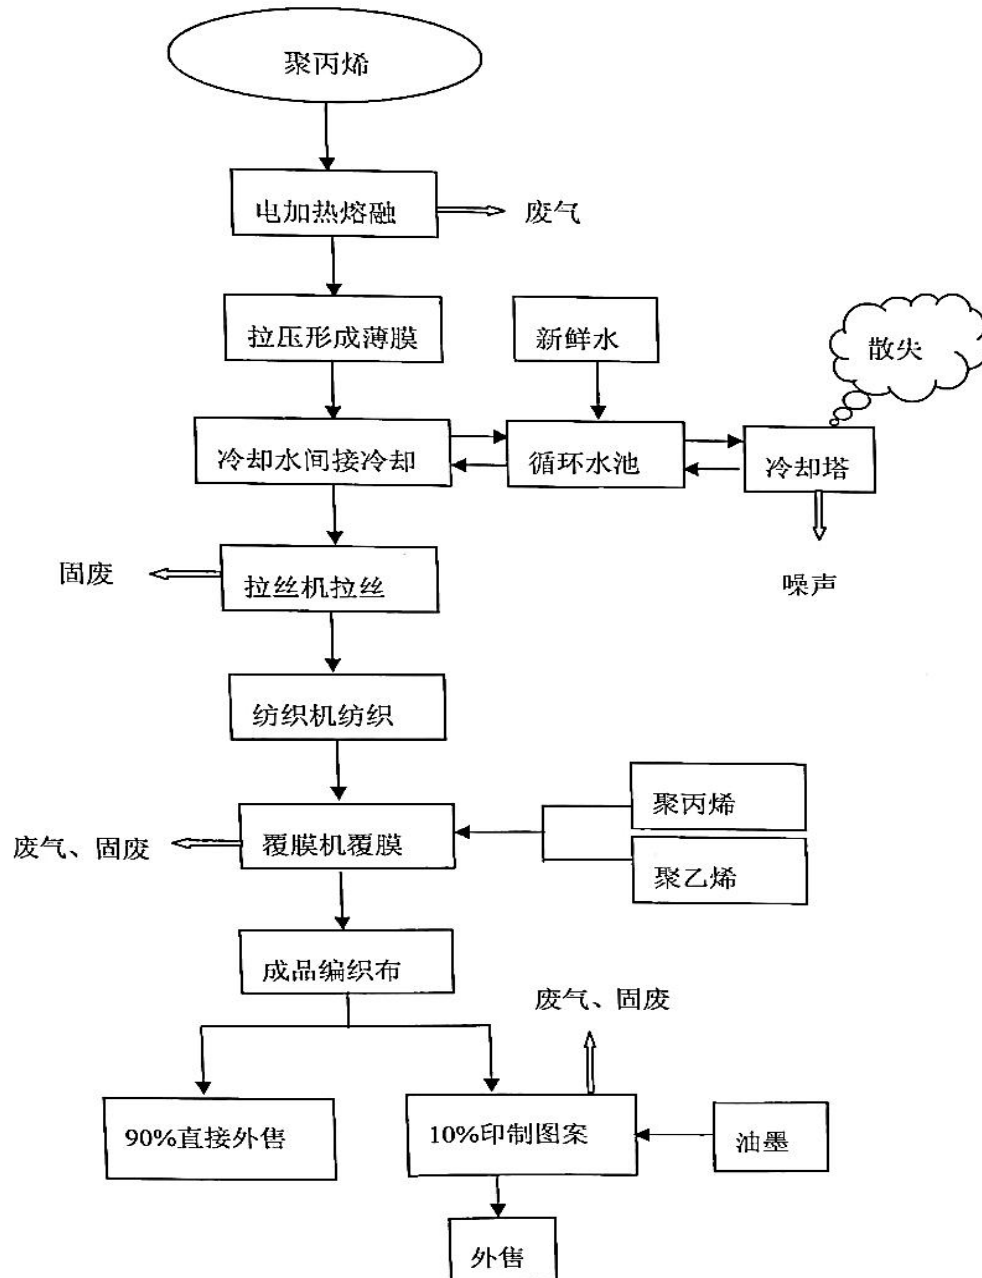 聚丙烯
电加热熔融
废气
拉压形成薄膜
新鲜水
散失
冷却水间接冷却
循环水池
冷却塔
固废
拉丝机拉丝
噪声
纺织机纺织
聚丙烯
废气、固废
覆膜机覆膜
聚乙烯
成品编织布
废气、固废
90%直接外售
10%印制图案
油墨
外售